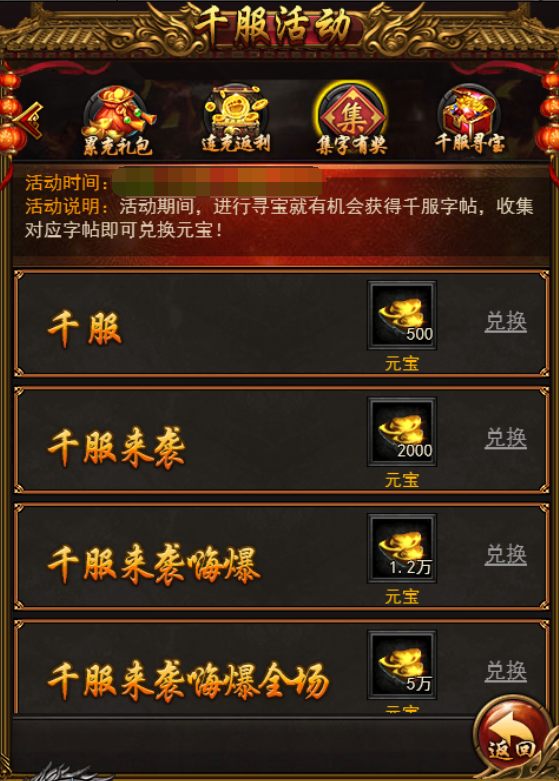 千服活动
累充礼包
连充返利
集
集字有奖
千服寻宝
活动时间：
活动说明：活动期间，进行寻宝就有机会获得千服字帖，收集
对应字帖即可兑换元宝！
千服
500
元宝
兑换
千服来袭
2000
元宝
兑换
千服来袭嗨爆
1.2万
元宝
兑换
千服来袭嗨爆全场
5万
元宝
兑换
返回